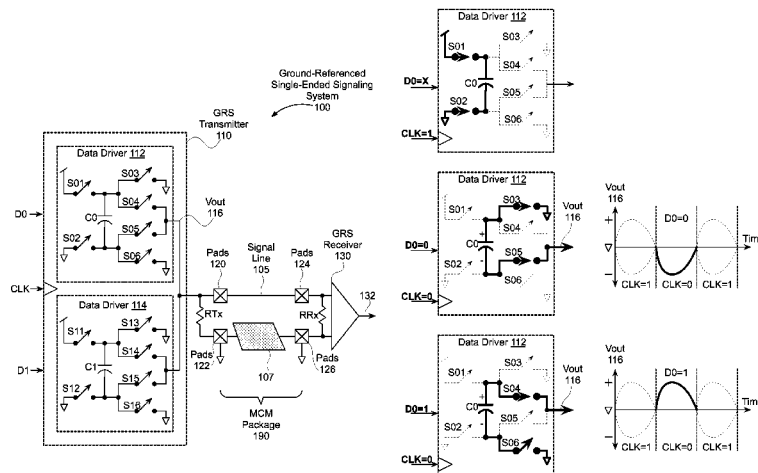 Ground-Referenced
Single-Ended Signaling
System
100
GRS
Transmitter
110
Data Driver 112
S01
S03
S04
C0
S02
S05
S06
D0
CLK
D1
Data Driver 114
S11
S13
S14
C1
S12
S15
S16
Vout
116
Pads
120
Signal
Line
105
Pads
124
GRS
Receiver
130
132
RTx
RRx
Pads
122
107
Pads
126
MCM
Package
190
Data Driver 112
S01
S03
S04
C0
S02
S05
S06
D0=X
CLK=1
Data Driver 112
S01
S03
S04
+
C0
-
S02
S05
S06
D0=0
CLK=0
Vout
116
Vout
116
D0=0
+
−
Tim
CLK=1
CLK=0
CLK=1
Data Driver 112
S01
S03
S04
+
C0
-
S02
S05
S06
D0=1
CLK=0
Vout
116
Vout
116
D0=1
+
−
Tim
CLK=1
CLK=0
CLK=1